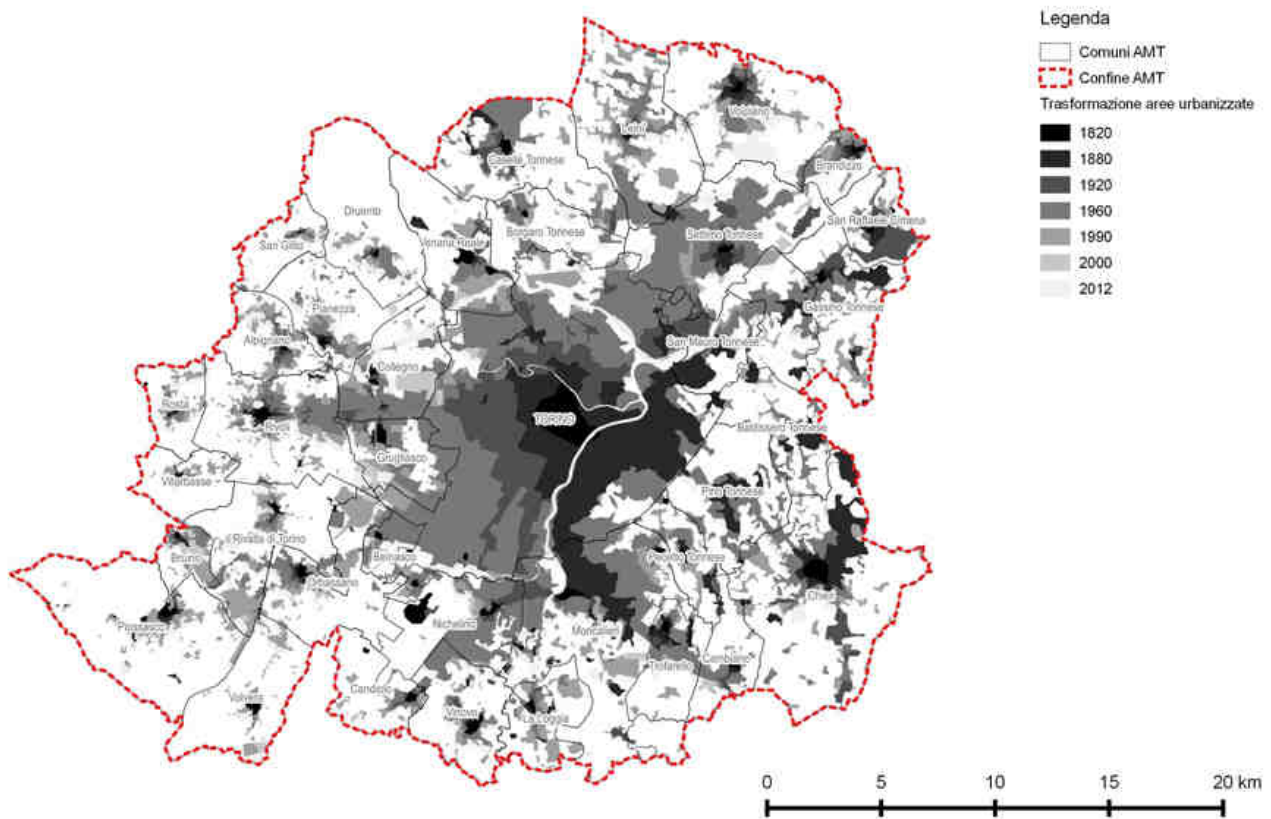 Legenda
Comuni AMT
Confine AMT
Trasformazione aree urbanizzate
1820
1880
1920
1960
1990
2000
2012
Volpiano
Leinì
Caselle Torinese
Brandizzo
Druento
San Gillio
Venaria Reale
Borgaro Torinese
Settimo Torinese
San Raffaele Cimena
Gassino Torinese
Pianezza
Alpignano
Collegno
San Mauro Torinese
Rosta
Rivoli
TORINO
Baldissero Torinese
Grugliasco
Villarbasse
Pino Torinese
Rivalta di Torino
Bruino
Beinasco
Pecetto Torinese
Orbassano
Chieri
Piossasco
Nichelino
Moncalieri
Trofarello
Cambiano
Volvera
Candiolo
Vinovo
La Loggia
0 5 10 15 20 km